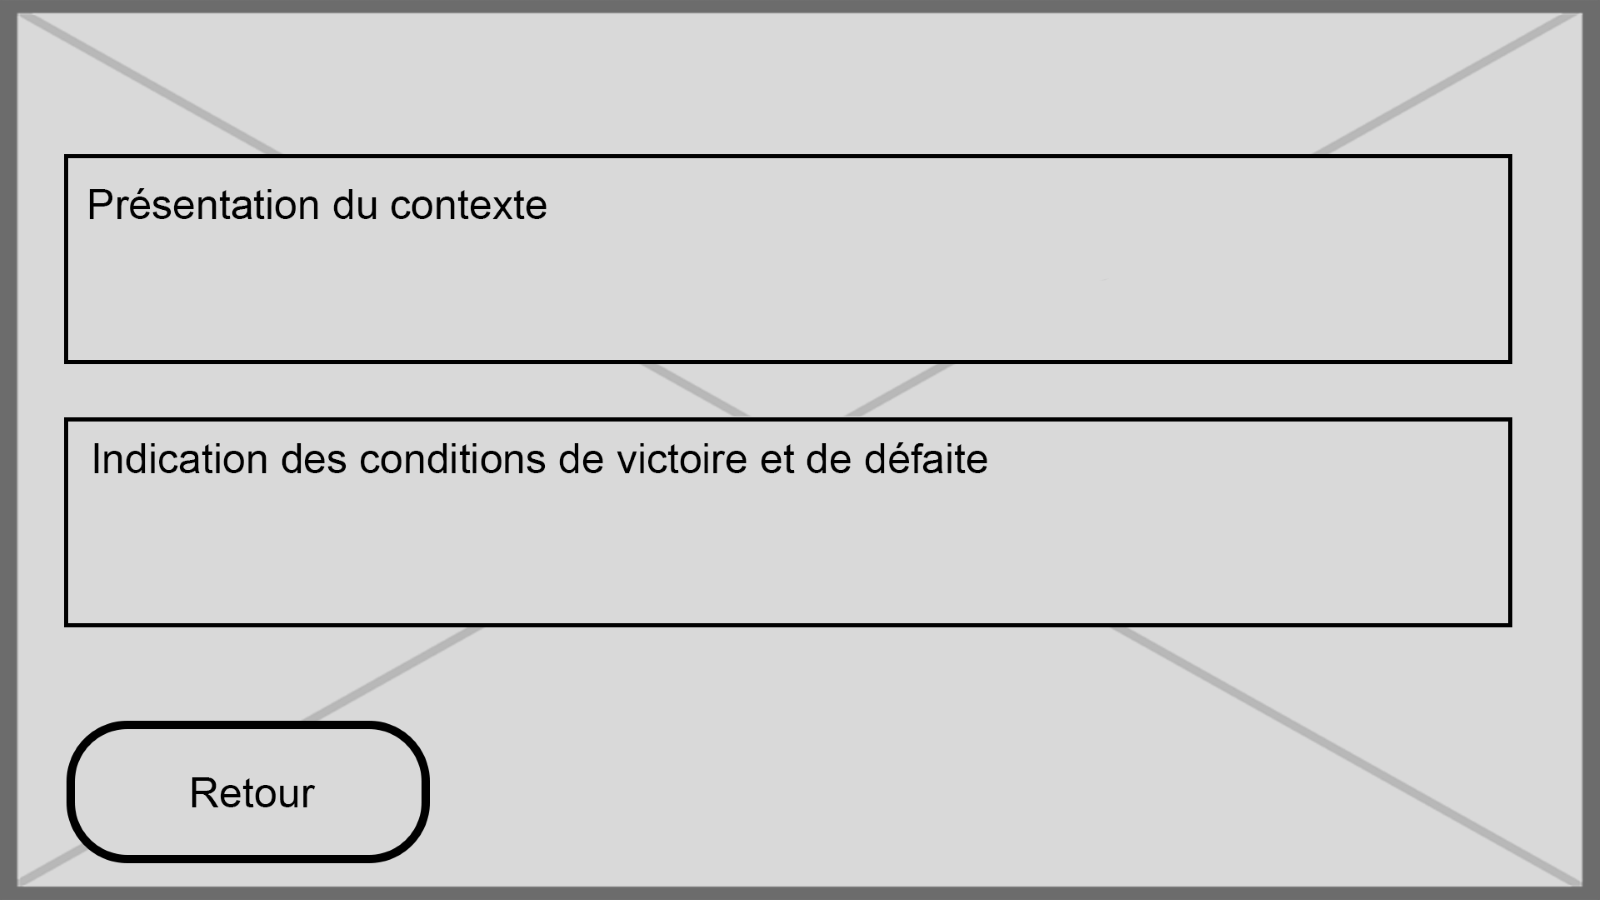 Présentation du contexte
Indication des conditions de victoire et de défaite
Retour